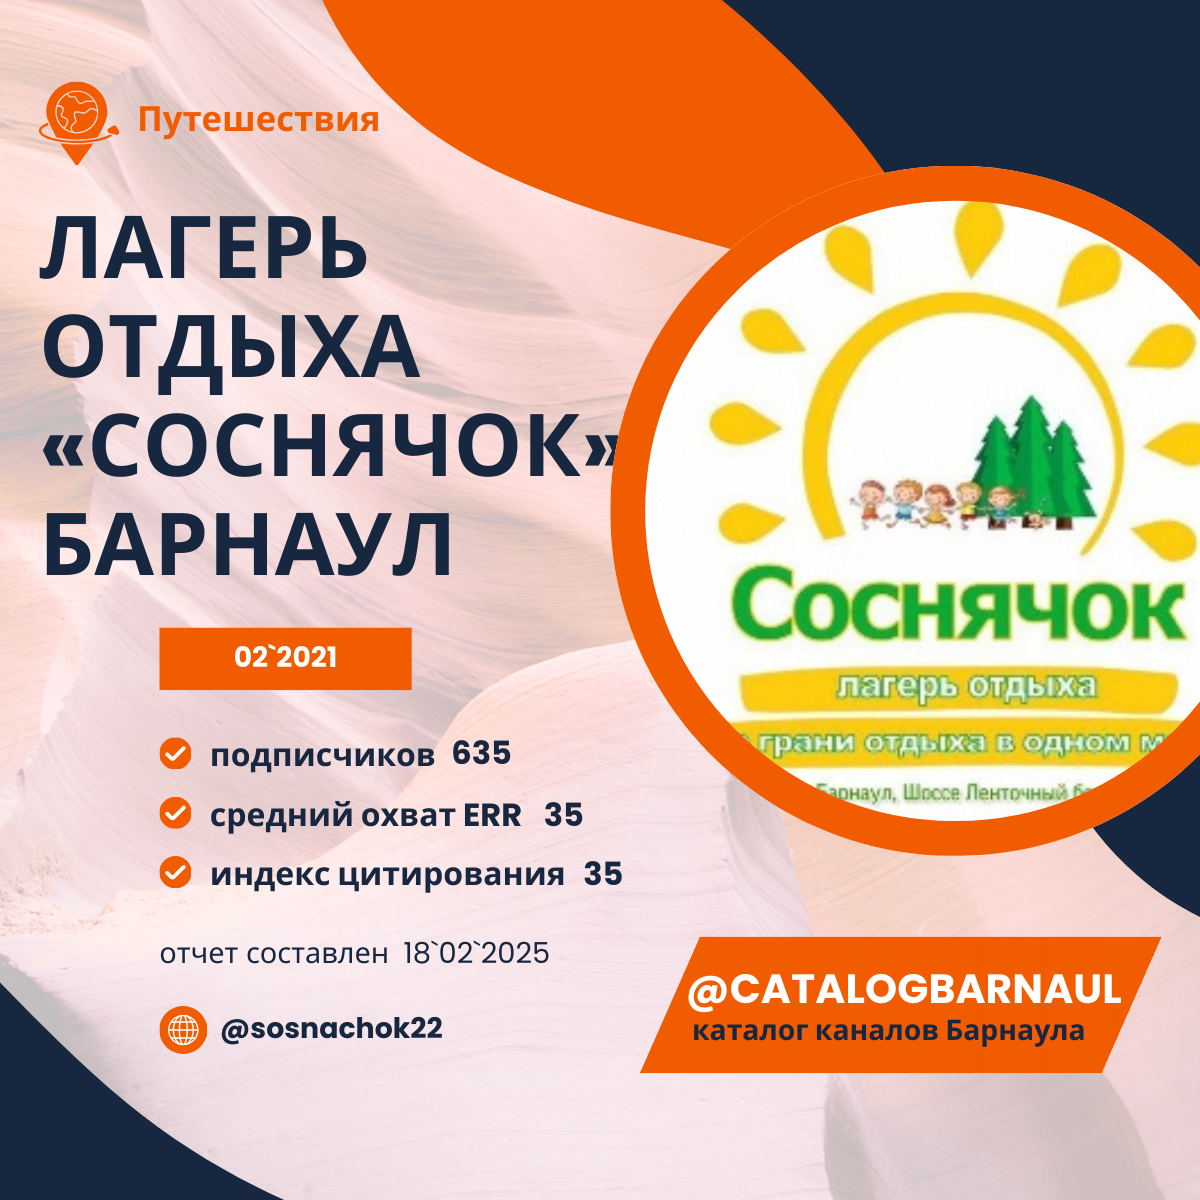 Путешествия
ЛАГЕРЬ
ОТДЫХА
«СОСНЯЧОК»
БАРНАУЛ
02`2021
подписчиков 635
средний охват ERR 35
индекс цитирования 35
отчет составлен 18`02`2025
@sosnachok22
Соснячок
лагерь отдыха
грани отдыха в одном
Барнаул, Шоссе Ленточный
@CATALOGBARNAUL
каталог каналов Барнаула